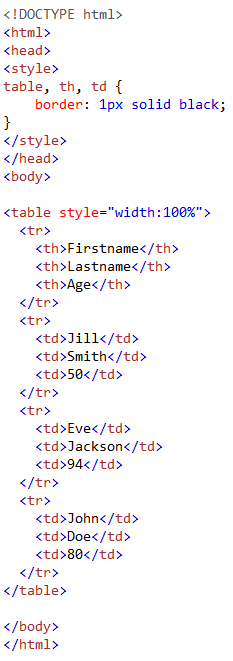 <!DOCTYPE html>
<html>
<head>
<style>
table, th, td {
    border: 1px solid black;
}
</style>
</head>
<body>

<table style="width:100%">
  <tr>
    <th>Firstname</th>
    <th>Lastname</th>
    <th>Age</th>
  </tr>
  <tr>
    <td>Jill</td>
    <td>Smith</td>
    <td>50</td>
  </tr>
  <tr>
    <td>Eve</td>
    <td>Jackson</td>
    <td>94</td>
  </tr>
  <tr>
    <td>John</td>
    <td>Doe</td>
    <td>80</td>
  </tr>
</table>

</body>
</html>